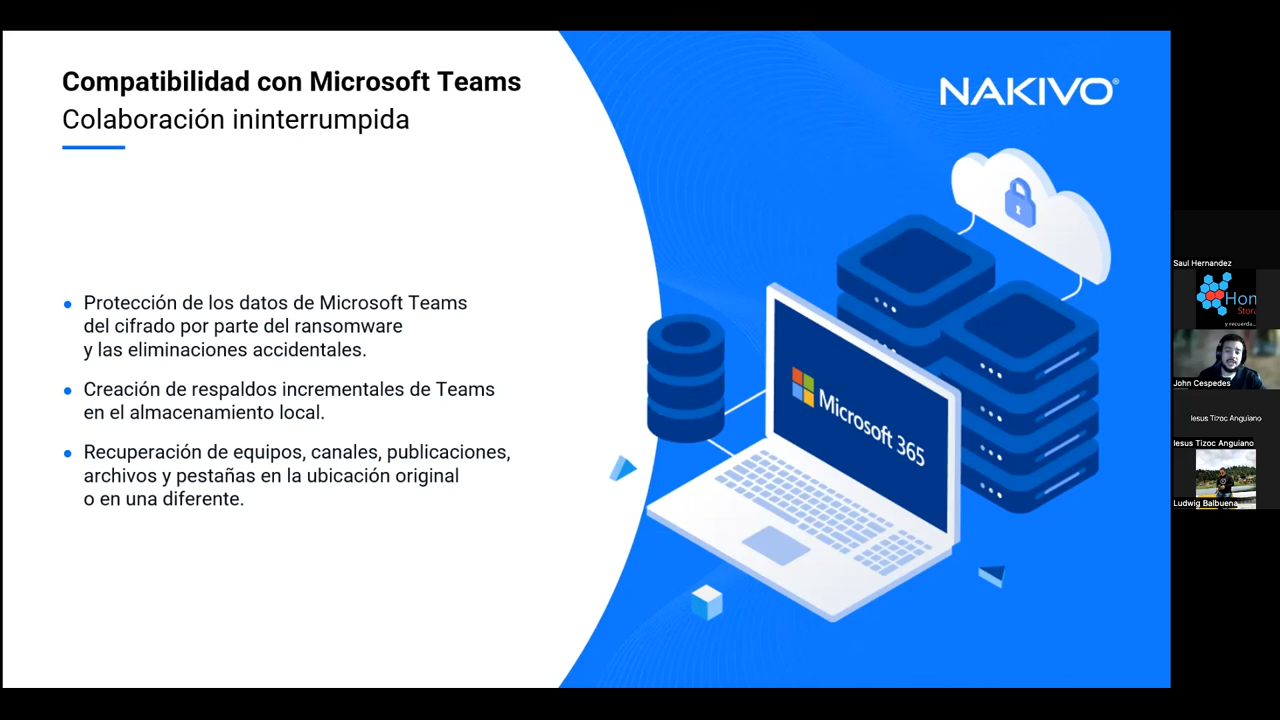 Compatibilidad con Microsoft Teams
Colaboración ininterrumpida
NAKIVO®
Protección de los datos de Microsoft Teams
del cifrado por parte del ransomware
y las eliminaciones accidentales.
Creación de respaldos incrementales de Teams
en el almacenamiento local.
Recuperación de equipos, canales, publicaciones,
archivos y pestañas en la ubicación original
o en una diferente.
Microsoft 365
Saul Hernandez
Hon
Stora
y recuerda...
John Cespedes
Iesus Tizoc Anguiano
Iesus Tizoc Anguiano
Ludwig Balbuena